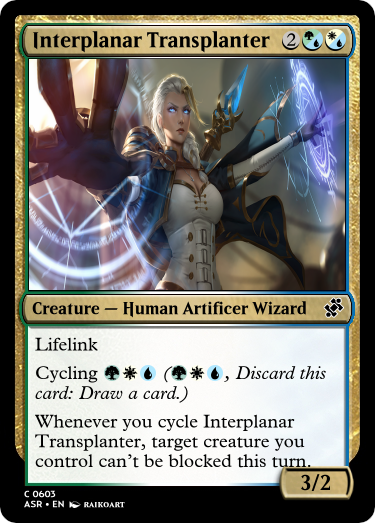 Interplanar Transplanter 2
Creature — Human Artificer Wizard
Lifelink
Cycling (, Discard this
card: Draw a card.)
Whenever you cycle Interplanar
Transplanter, target creature you
control can't be blocked this turn.
3/2
C 0603
ASR • EN RAIKOART